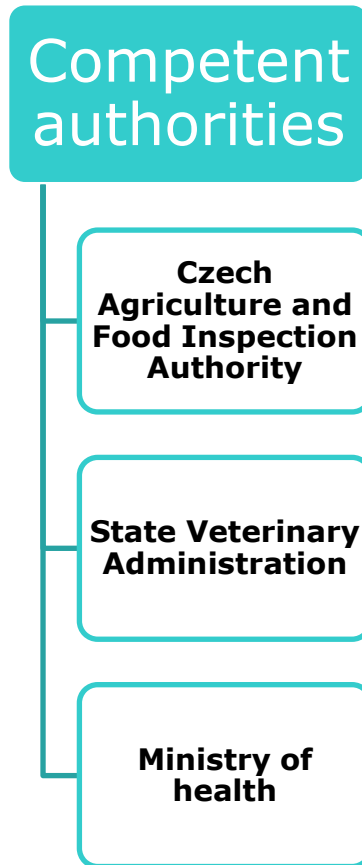 Competent
authorities
Czech
Agriculture and
Food Inspection
Authority
State Veterinary
Administration
Ministry of
health